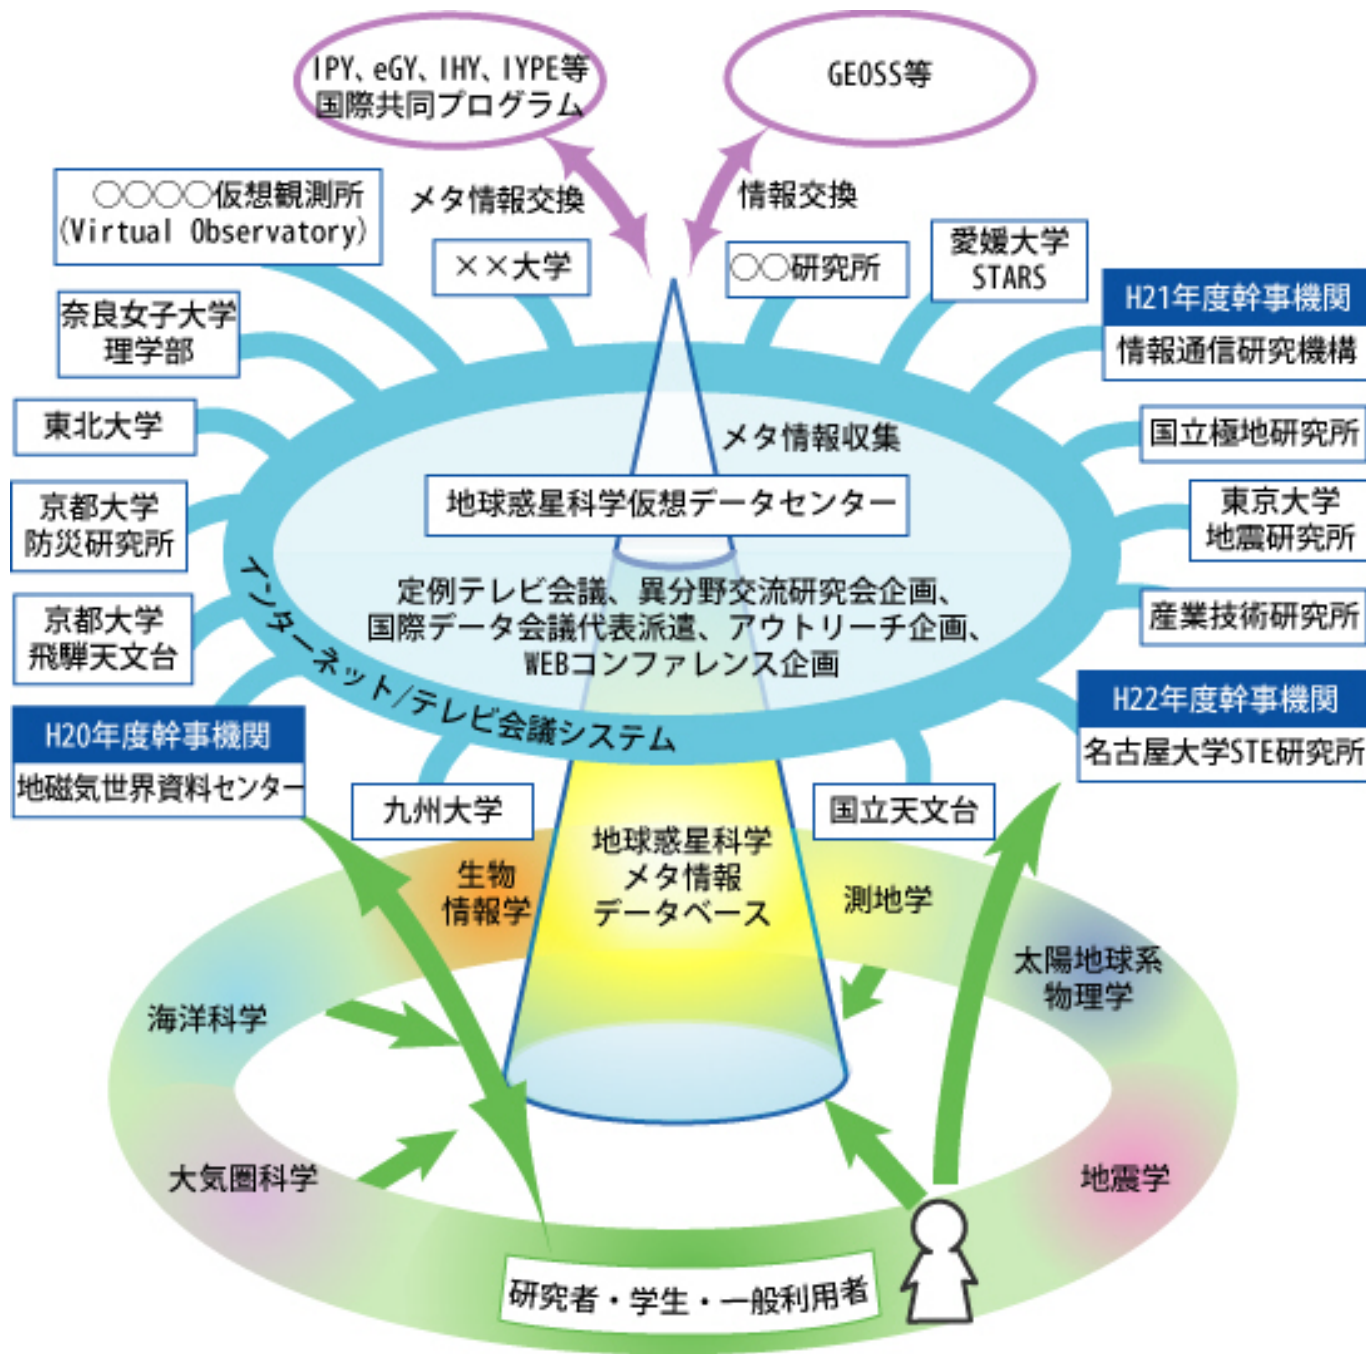 IPY、eGY、IHY、IYPE等
国際共同プログラム
GEOSS等
メタ情報交換
情報交換
○○○○仮想観測所
(Virtual Observatory)
××大学
○○研究所
愛媛大学
STARS
奈良女子大学
理学部
H21年度幹事機関
情報通信研究機構
東北大学
メタ情報収集
国立極地研究所
京都大学
防災研究所
地球惑星科学仮想データセンター
東京大学
地震研究所
定例テレビ会議、異分野交流研究会企画、
国際データ会議代表派遣、アウトリーチ企画、
WEBコンファレンス企画
京都大学
飛騨天文台
産業技術研究所
インターネット/テレビ会議システム
H20年度幹事機関
地磁気世界資料センター
H22年度幹事機関
名古屋大学STE研究所
九州大学
国立天文台
地球惑星科学
メタ情報
データベース
生物
情報学
測地学
太陽地球系
物理学
海洋科学
大気圏科学
地震学
研究者・学生・一般利用者